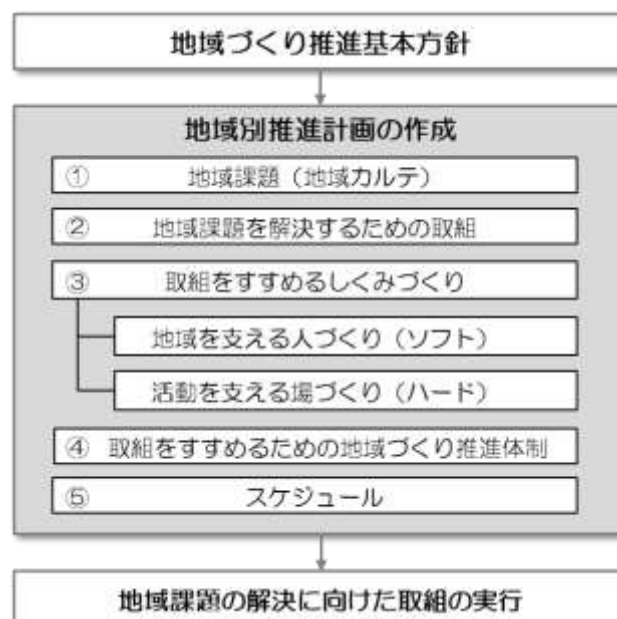 地域づくり推進基本方針
地域別推進計画の作成
① 地域課題（地域カルテ）
② 地域課題を解決するための取組
③ 取組をすすめるしくみづくり
地域を支える人づくり（ソフト）
活動を支える場づくり（ハード）
④ 取組をすすめるための地域づくり推進体制
⑤ スケジュール
地域課題の解決に向けた取組の実行